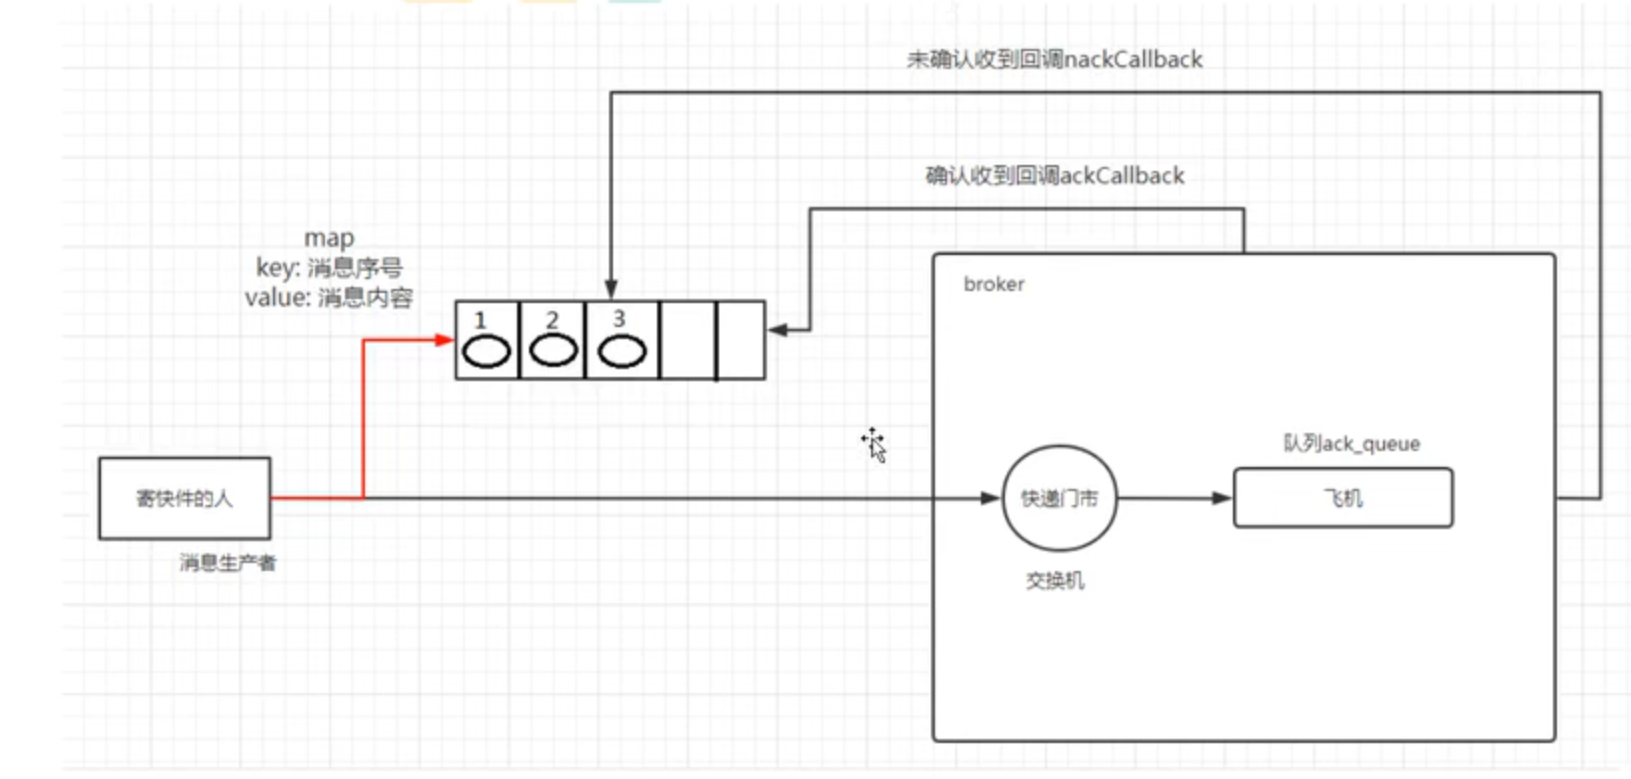 未确认收到回调nackCallback
确认收到回调ackCallback
map
key: 消息序号
value: 消息内容
broker
1
2
3
队列ack_queue
寄快件的人
快递门市
飞机
消息生产者
交换机